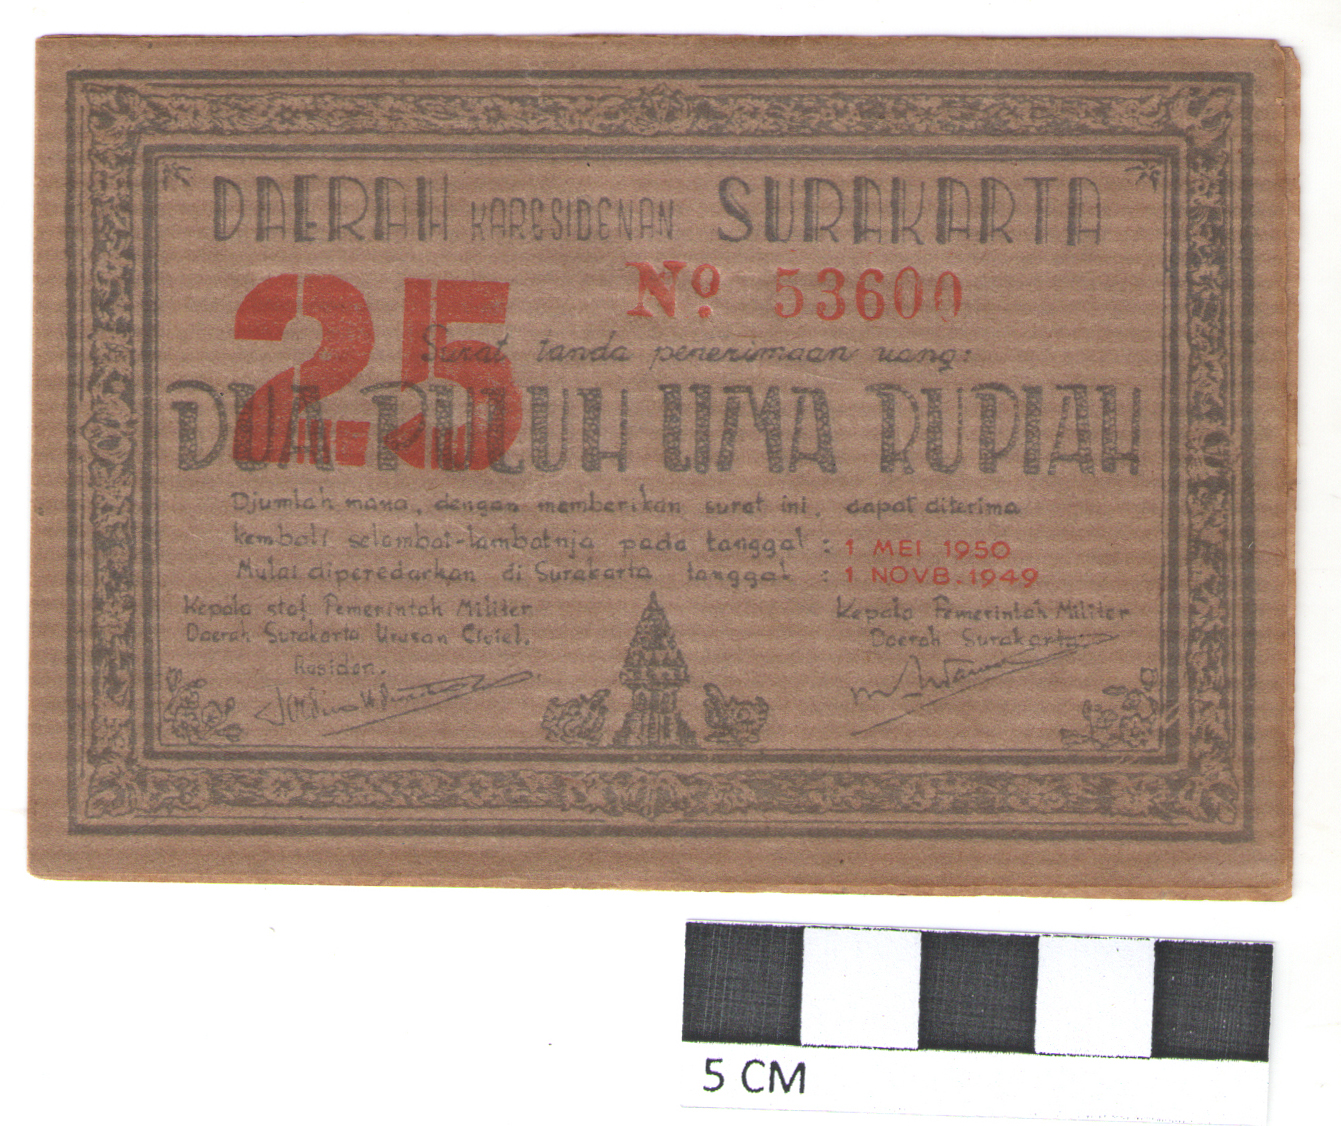 DAERAH KARESIDENAN SURAKARTA
25
No 53600
Surat tanda penerimaan uang:
DUA PULUH LIMA RUPIAH
Djumlah mana, dengan memberikan surat ini, dapat diterima
kembali selambat-lambatnja pada tanggal : 1 MEI 1950
Mulai diperedarkan di Surakarta tanggal : 1 NOVB. 1949
Kepala staf Pemerintah Militer
Daerah Surakarta Urusan Civiel.
Residen.
Kepala Pemerintah Militer
Daerah Surakarta:
5 CM